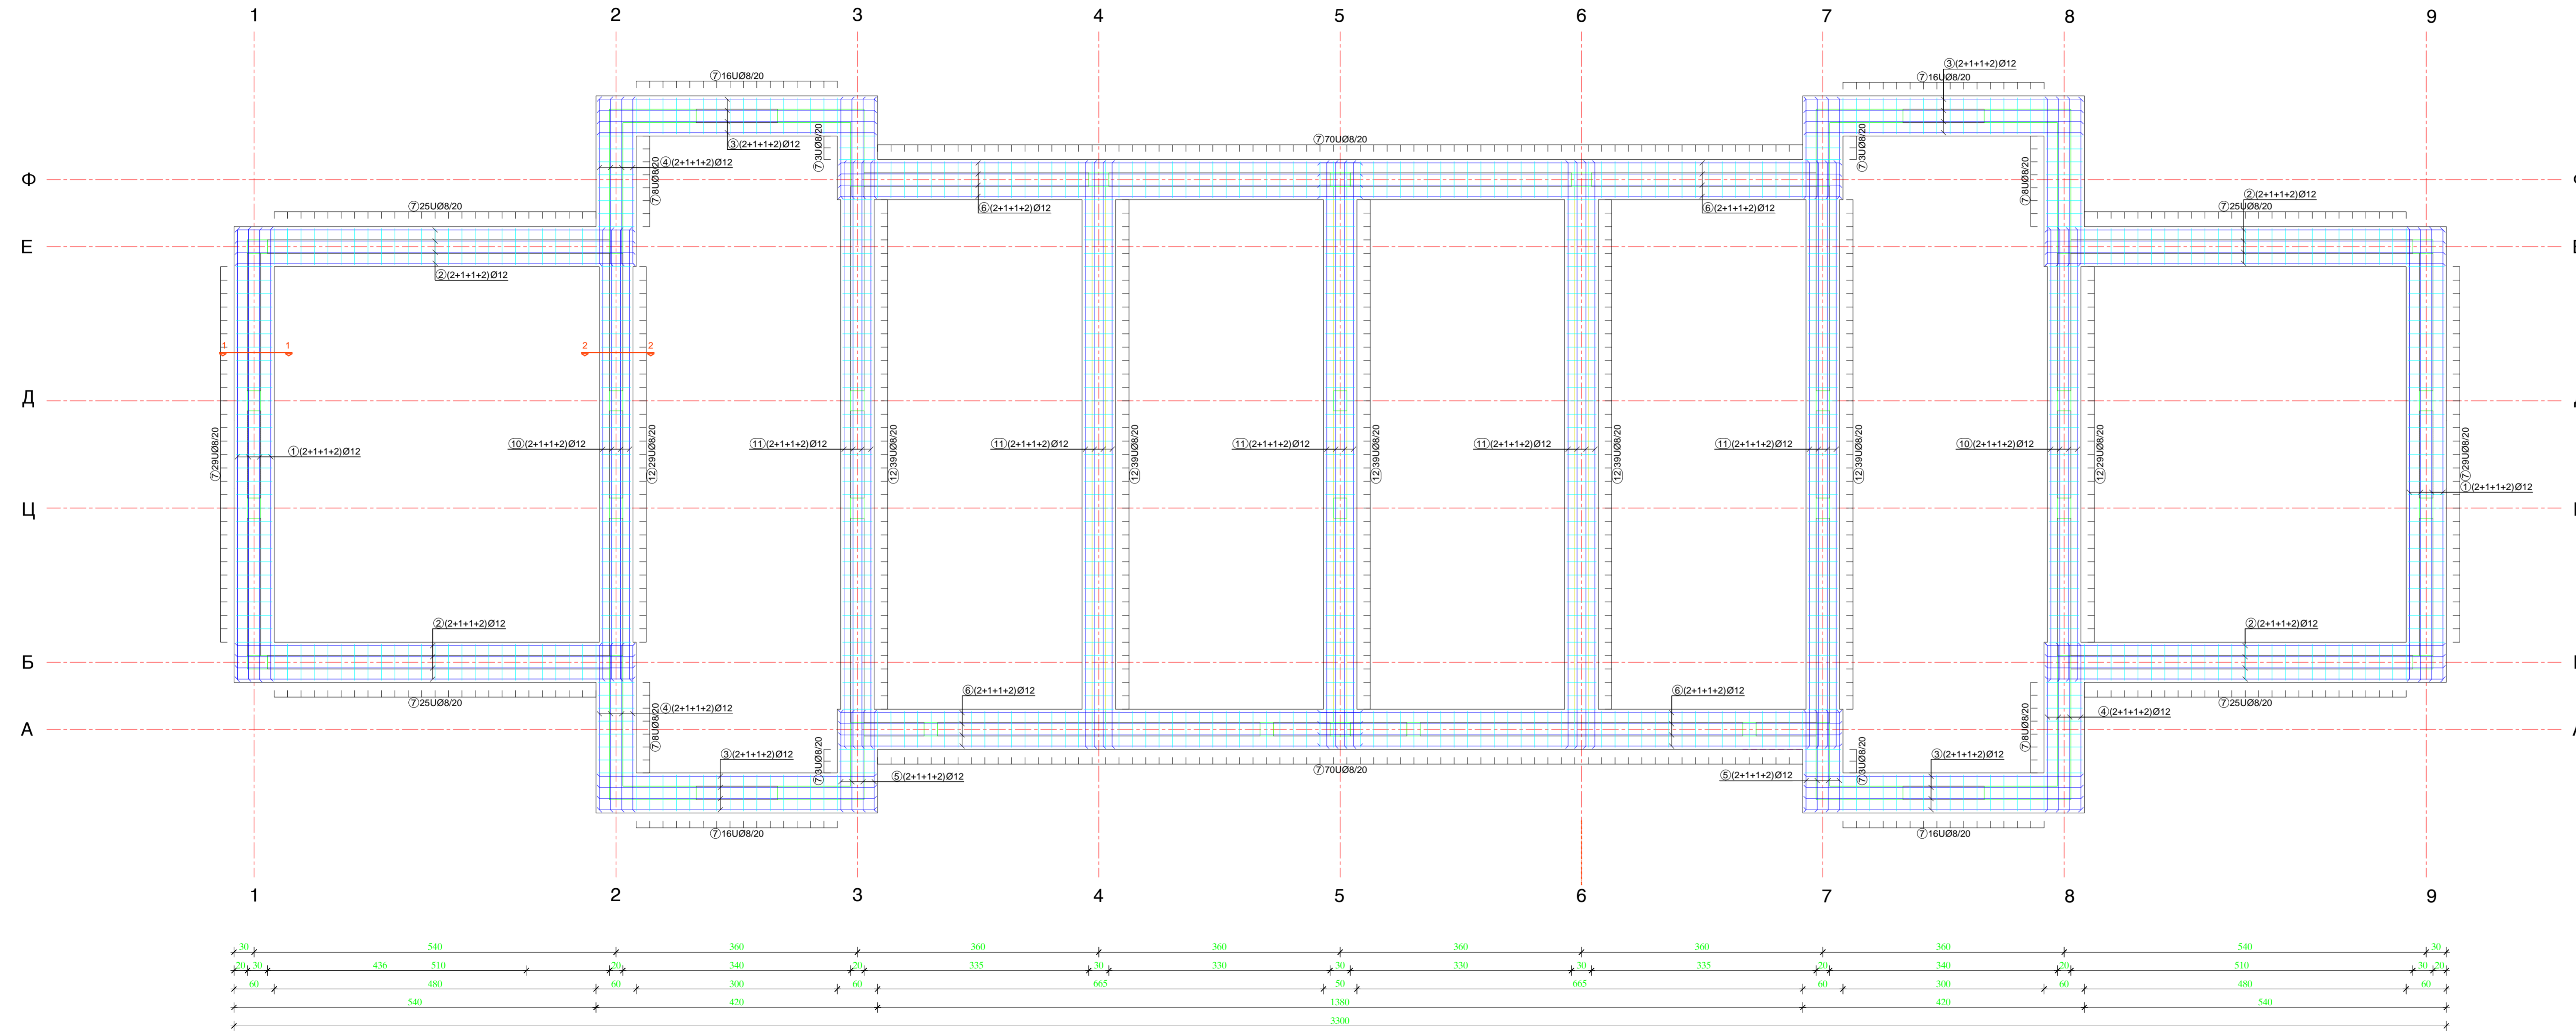 1 2 3 4 5 6 7 8 9
③(2+1+1+2)Ø12
⑦16UØ8/20
⑦16UØ8/20
③(2+1+1+2)Ø12
⑦3UØ8/20
⑦70UØ8/20
⑦3UØ8/20
④(2+1+1+2)Ø12
⑦8UØ8/20
⑦8UØ8/20
Ф
②(2+1+1+2)Ø12
⑦25UØ8/20
⑥(2+1+1+2)Ø12
⑥(2+1+1+2)Ø12
⑦25UØ8/20
Е
②(2+1+1+2)Ø12
1 1 2 2
Д
⑦29UØ8/20
①(2+1+1+2)Ø12
⑩(2+1+1+2)Ø12
⑫29UØ8/20
⑪(2+1+1+2)Ø12
⑫39UØ8/20
⑪(2+1+1+2)Ø12
⑫39UØ8/20
⑪(2+1+1+2)Ø12
⑫39UØ8/20
⑪(2+1+1+2)Ø12
⑫39UØ8/20
⑪(2+1+1+2)Ø12
⑫39UØ8/20
⑩(2+1+1+2)Ø12
⑫29UØ8/20
⑦29UØ8/20
①(2+1+1+2)Ø12
Ц
②(2+1+1+2)Ø12
②(2+1+1+2)Ø12
Б
⑥(2+1+1+2)Ø12
⑥(2+1+1+2)Ø12
⑦25UØ8/20
⑦25UØ8/20
④(2+1+1+2)Ø12
④(2+1+1+2)Ø12
⑦8UØ8/20
⑦8UØ8/20
А
③(2+1+1+2)Ø12
③(2+1+1+2)Ø12
⑦3UØ8/20
⑦70UØ8/20
⑦3UØ8/20
⑤(2+1+1+2)Ø12
⑤(2+1+1+2)Ø12
⑦16UØ8/20
⑦16UØ8/20
1 2 3 4 5 6 7 8 9
30 540 360 360 360 360 360 360 540 30
20 30 436 510 20 340 20 335 30 330 30 330 30 335 20 340 20 510 30 20
60 480 60 300 60 665 50 665 60 300 60 480 60
540 420 1380 420 540
3300